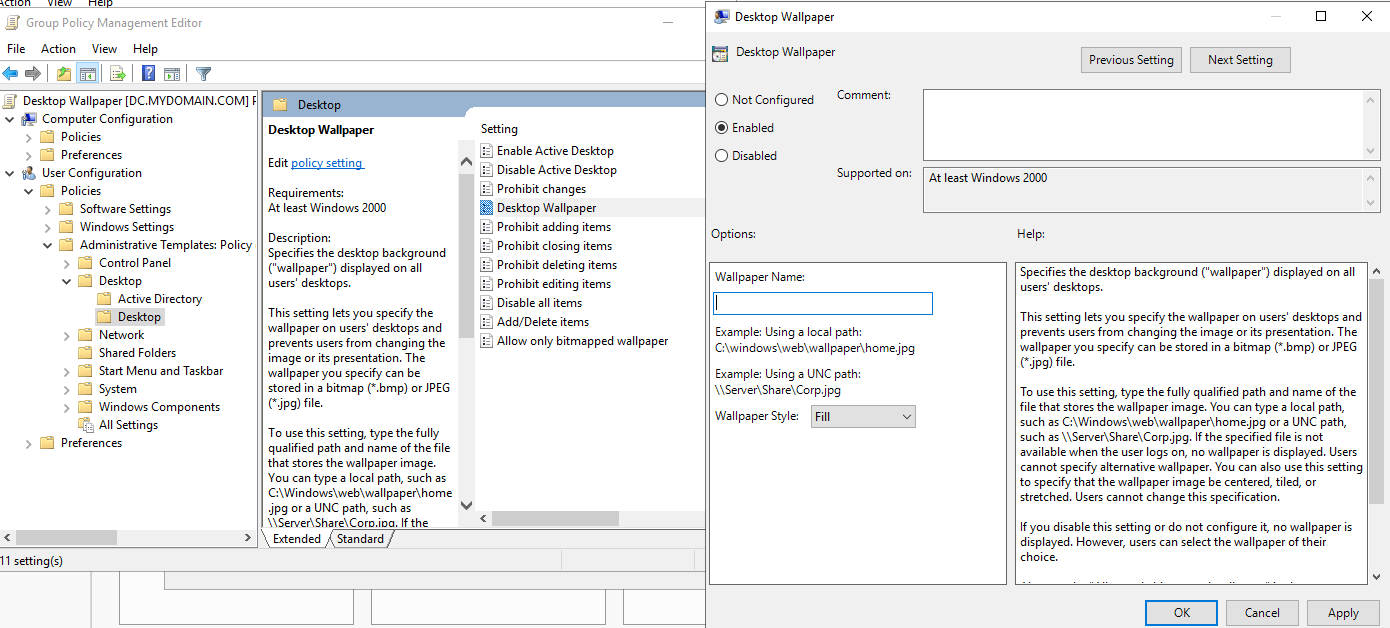 Action View Help
Group Policy Management Editor
File Action View Help
Desktop Wallpaper [DC.MYDOMAIN.COM]
Computer Configuration
Policies
Preferences
User Configuration
Policies
Software Settings
Windows Settings
Administrative Templates: Policy
Control Panel
Desktop
Active Directory
Desktop
Network
Shared Folders
Start Menu and Taskbar
System
Windows Components
All Settings
Preferences
Desktop
Desktop Wallpaper
Edit policy setting
Requirements:
At least Windows 2000
Description:
Specifies the desktop background
("wallpaper") displayed on all
users' desktops.
This setting lets you specify the
wallpaper on users' desktops and
prevents users from changing the
image or its presentation. The
wallpaper you specify can be
stored in a bitmap (*.bmp) or JPEG
(*.jpg) file.
To use this setting, type the fully
qualified path and name of the file
that stores the wallpaper image.
You can type a local path, such as
C:\Windows\web\wallpaper\home
.jpg or a UNC path, such as
\\Server\Share\Corp.jpg. If the
Setting
Enable Active Desktop
Disable Active Desktop
Prohibit changes
Desktop Wallpaper
Prohibit adding items
Prohibit closing items
Prohibit deleting items
Prohibit editing items
Disable all items
Add/Delete items
Allow only bitmapped wallpaper
Extended Standard
11 setting(s)
Desktop Wallpaper
Desktop Wallpaper
Previous Setting Next Setting
Not Configured
Enabled
Disabled
Comment:
Supported on:
At least Windows 2000
Options:
Help:
Wallpaper Name:
Example: Using a local path:
C:\windows\web\wallpaper\home.jpg
Example: Using a UNC path:
\\Server\Share\Corp.jpg
Wallpaper Style: Fill
Specifies the desktop background ("wallpaper") displayed on all
users' desktops.
This setting lets you specify the wallpaper on users' desktops and
prevents users from changing the image or its presentation. The
wallpaper you specify can be stored in a bitmap (*.bmp) or JPEG
(*.jpg) file.
To use this setting, type the fully qualified path and name of the
file that stores the wallpaper image. You can type a local path,
such as C:\Windows\web\wallpaper\home.jpg or a UNC path,
such as \\Server\Share\Corp.jpg. If the specified file is not
available when the user logs on, no wallpaper is displayed. Users
cannot specify alternative wallpaper. You can also use this setting
to specify that the wallpaper image be centered, tiled, or
stretched. Users cannot change this specification.
If you disable this setting or do not configure it, no wallpaper is
displayed. However, users can select the wallpaper of their
choice.
OK Cancel Apply